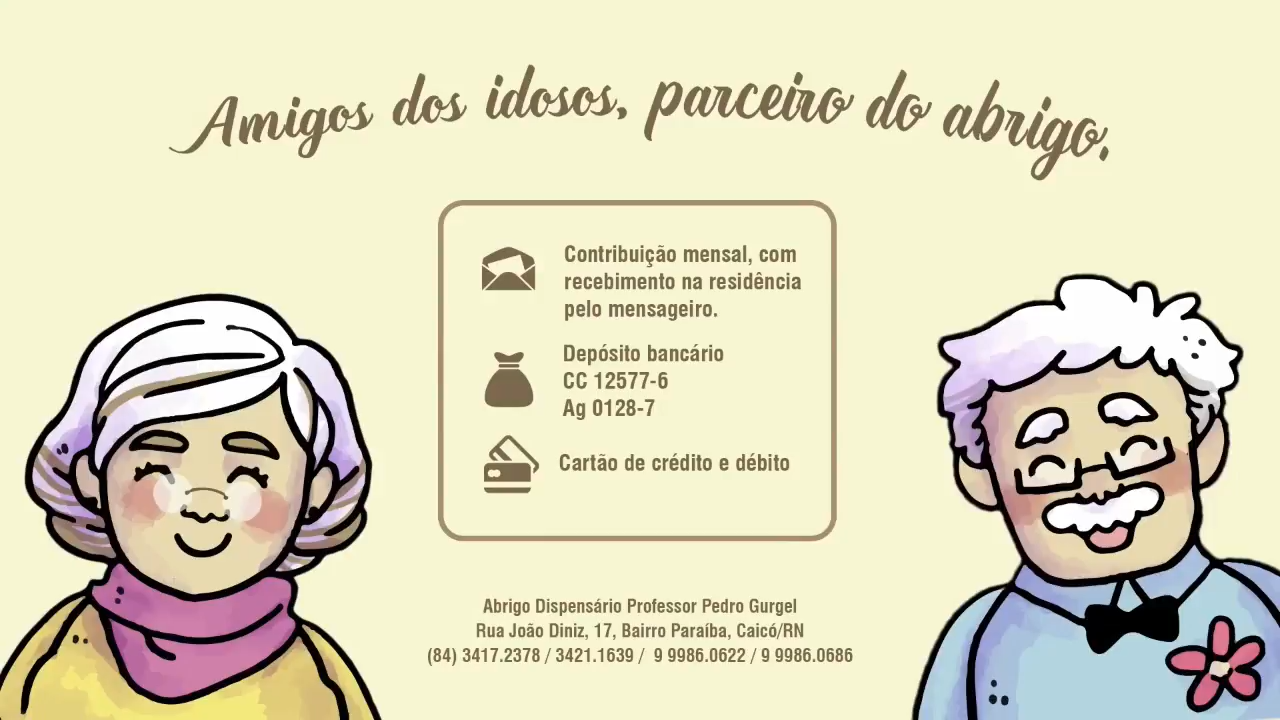 Amigos dos idosos, parceiro do abrigo.
Contribuição mensal, com
recebimento na residência
pelo mensageiro.
Depósito bancário
CC 12577-6
Ag 0128-7
Cartão de crédito e débito
Abrigo Dispensário Professor Pedro Gurgel
Rua João Diniz, 17, Bairro Paraíba, Caicó/RN
(84) 3417.2378 / 3421.1639 / 9 9986.0622 / 9 9986.0686